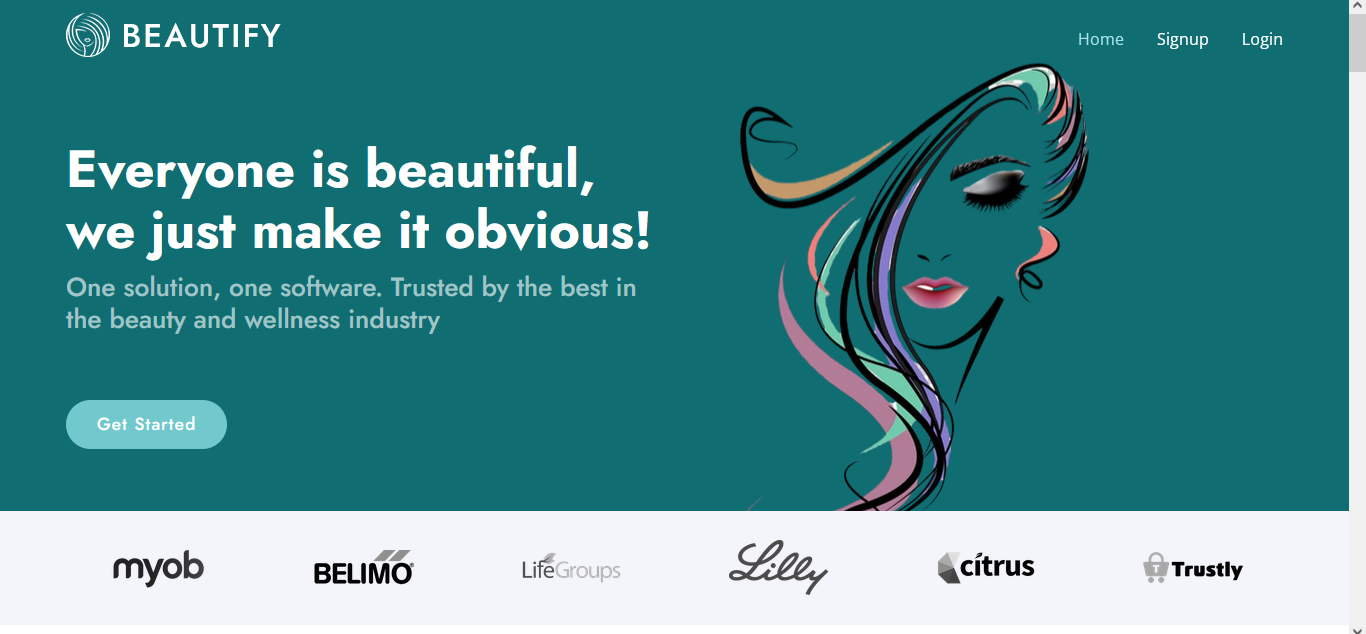 BEAUTIFY
Home Signup Login
Everyone is beautiful,
we just make it obvious!
One solution, one software. Trusted by the best in
the beauty and wellness industry
Get Started
myob BELIMO® LifeGroups Lilly cítrus T Trustly